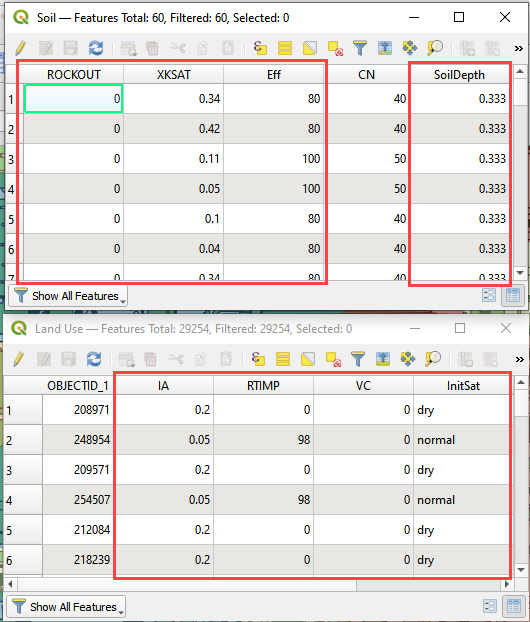 Soil — Features Total: 60, Filtered: 60, Selected: 0
ROCKOUT XKSAT Eff CN SoilDepth
1 0 0.34 80 40 0.333
2 0 0.42 80 40 0.333
3 0 0.11 100 50 0.333
4 0 0.05 100 50 0.333
5 0 0.1 80 40 0.333
6 0 0.04 80 40 0.333
7 0 0.34 80 40 0.333
Show All Features
Land Use — Features Total: 29254, Filtered: 29254, Selected: 0
OBJECTID_1 IA RTIMP VC InitSat
1 208971 0.2 0 0 dry
2 248954 0.05 98 0 normal
3 209571 0.2 0 0 dry
4 254507 0.05 98 0 normal
5 212084 0.2 0 0 dry
6 218239 0.2 0 0 dry
Show All Features